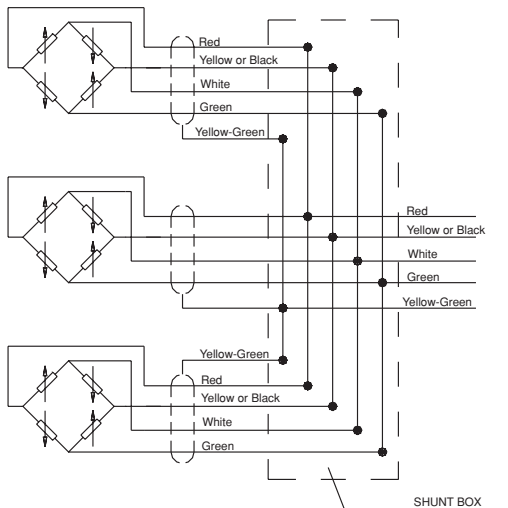 Red
Yellow or Black
White
Green
Yellow-Green
Red
Yellow or Black
White
Green
Yellow-Green
Yellow-Green
Red
Yellow or Black
White
Green
SHUNT BOX